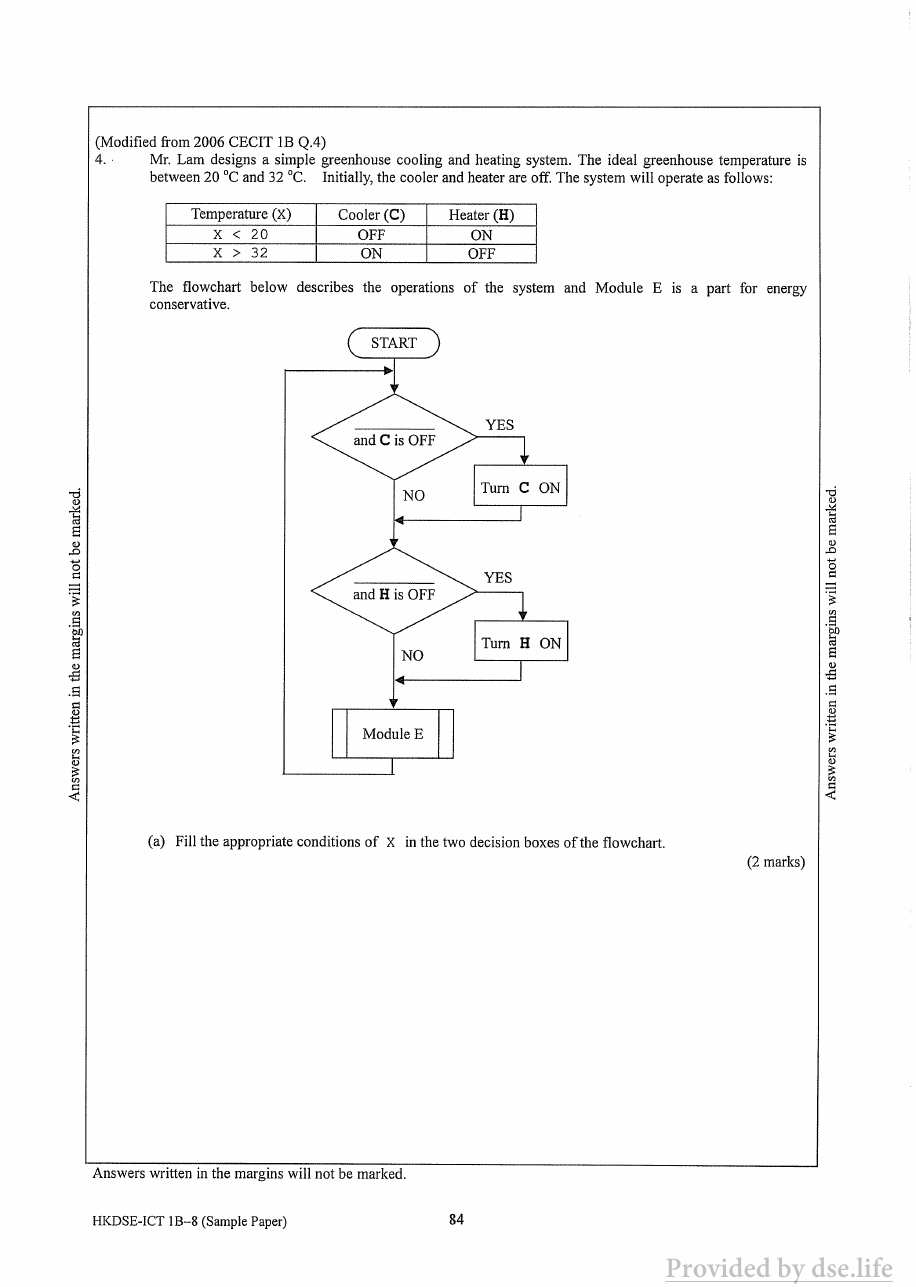 (Modified from 2006 CECIT 1B Q.4)
4. Mr. Lam designs a simple greenhouse cooling and heating system. The ideal greenhouse temperature is
between 20 °C and 32 °C. Initially, the cooler and heater are off. The system will operate as follows:
Temperature (X) Cooler (C) Heater (H)
X < 20 OFF ON
X > 32 ON OFF
The flowchart below describes the operations of the system and Module E is a part for energy
conservative.
START
YES
and C is OFF
Turn C ON
NO
YES
and H is OFF
Turn H ON
NO
Module E
(a) Fill the appropriate conditions of X in the two decision boxes of the flowchart.
(2 marks)
Answers written in the margins will not be marked.
Answers written in the margins will not be marked.
Answers written in the margins will not be marked.
HKDSE-ICT 1B–8 (Sample Paper) 84
Provided by dse.life